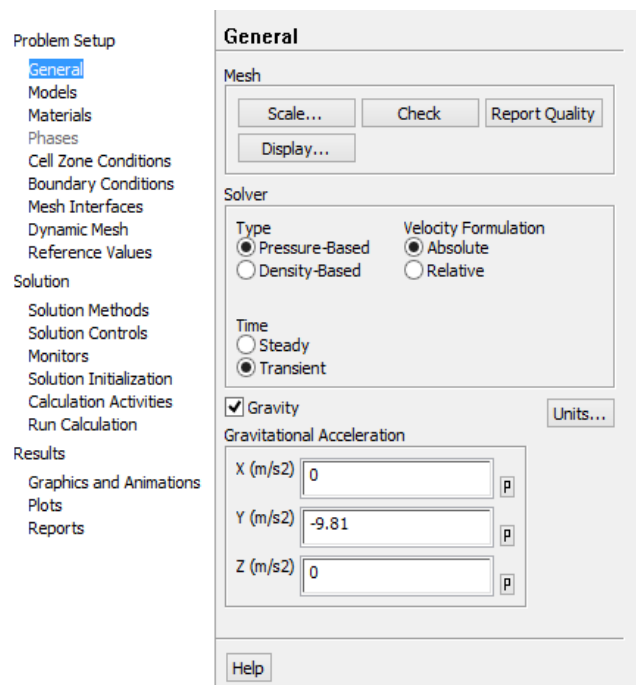 Problem Setup
General
Models
Materials
Phases
Cell Zone Conditions
Boundary Conditions
Mesh Interfaces
Dynamic Mesh
Reference Values
Solution
Solution Methods
Solution Controls
Monitors
Solution Initialization
Calculation Activities
Run Calculation
Results
Graphics and Animations
Plots
Reports
General
Mesh
Scale... Check Report Quality
Display...
Solver
Type Velocity Formulation
Pressure-Based Absolute
Density-Based Relative
Time
Steady
Transient
Gravity Units...
Gravitational Acceleration
X (m/s2) 0 P
Y (m/s2) -9.81 P
Z (m/s2) 0 P
Help